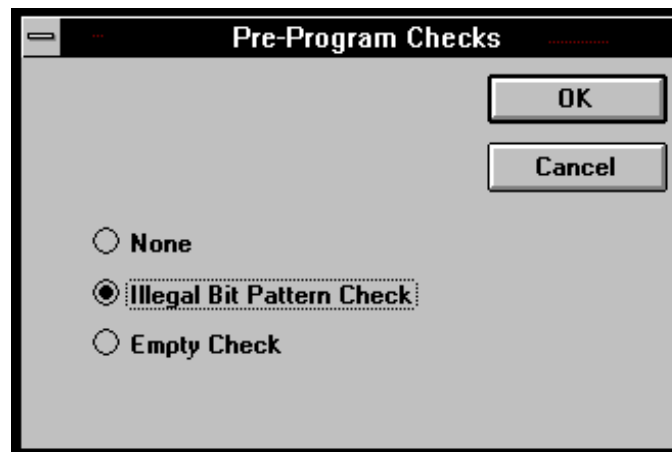 Pre-Program Checks
OK
Cancel
None
Illegal Bit Pattern Check
Empty Check